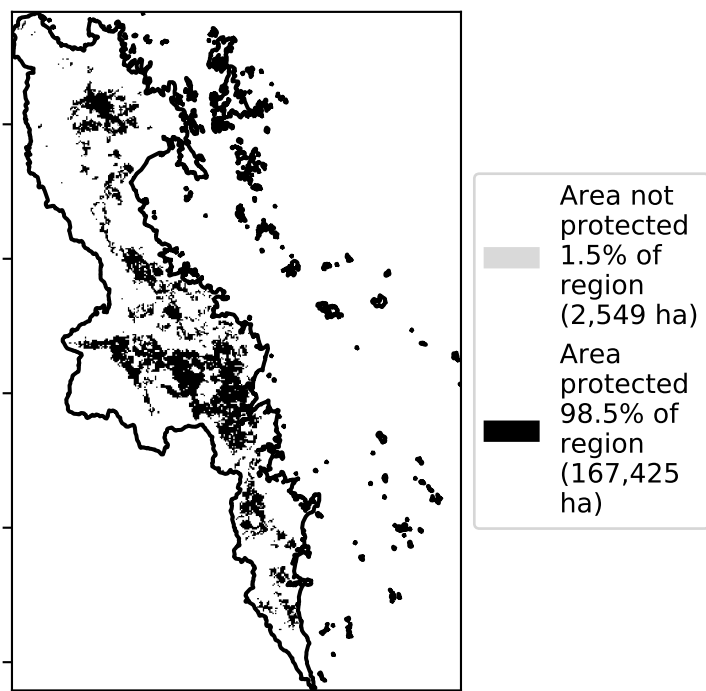 Area not
protected
1.5% of
region
(2,549 ha)
Area
protected
98.5% of
region
(167,425
ha)